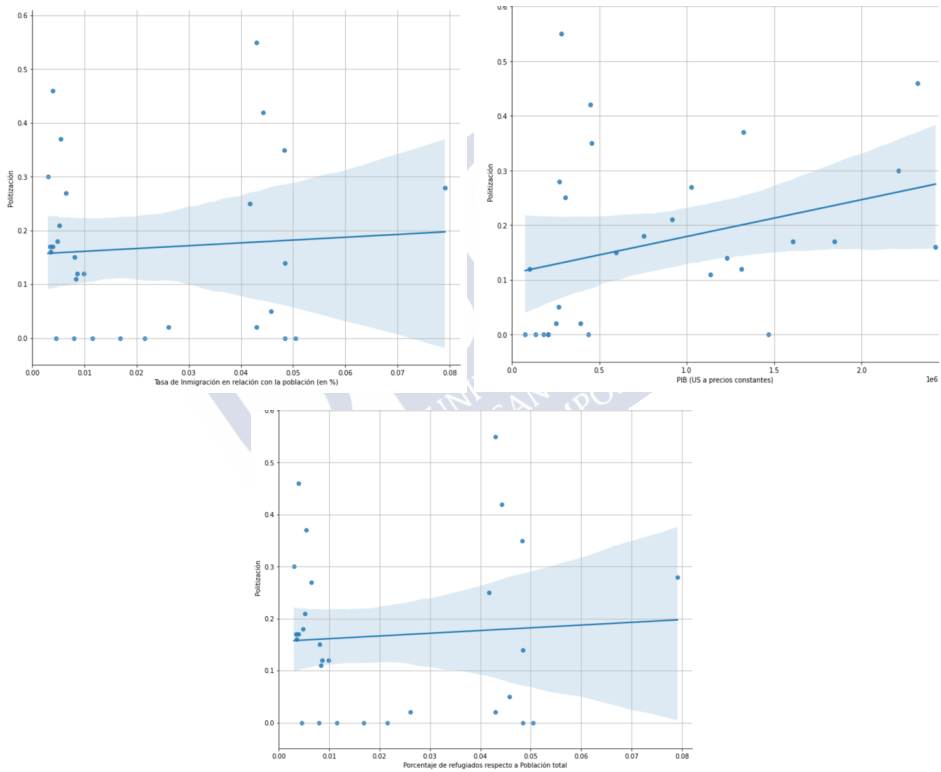 0.6
0.5
0.4
0.3
0.2
0.1
0.0
Politización
0.00 0.01 0.02 0.03 0.04 0.05 0.06 0.07 0.08
Tasa de Inmigración en relación con la población (en %)
0.6
0.5
0.4
0.3
0.2
0.1
0.0
Politización
0.0 0.5 1.0 1.5 2.0
1e6
PIB (US a precios constantes)
UNI
SAN
MPO
0.6
0.5
0.4
0.3
0.2
0.1
0.0
Politización
0.00 0.01 0.02 0.03 0.04 0.05 0.06 0.07 0.08
Porcentaje de refugiados respecto a Población total